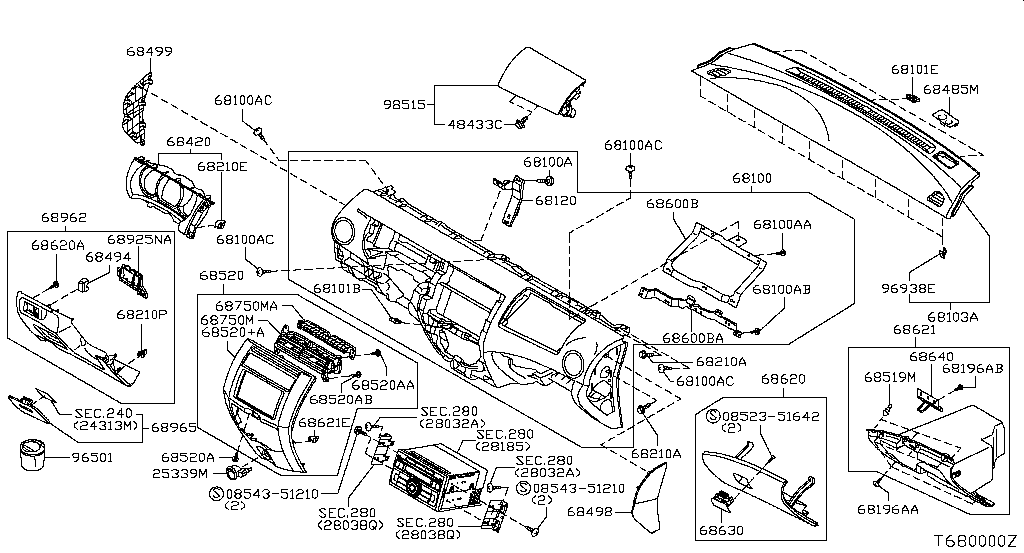 68499
68100AC
68420
68210E
98515
48433C
68100AC
68100A
68120
68100
68101E
68485M
68962
68925NA
68620A
68494
68210P
68100AC
68520
68750MA
68750M
68520+A
68101B
68600B
68100AA
68100AB
68600BA
96938E
68103A
68621
68640
68196AB
68519M
68210A
68100AC
68620
68520AA
68520AB
68621E
SEC.240
(24313M)
68965
96501
68520A
25339M
S08543-51210
(2)
SEC.280
(28032A)
SEC.280
(28185)
SEC.280
(28032A)
S08543-51210
(2)
SEC.280
(28038Q)
SEC.280
(28038Q)
68210A
68498
S08523-51642
(2)
68630
68196AA
T680000Z